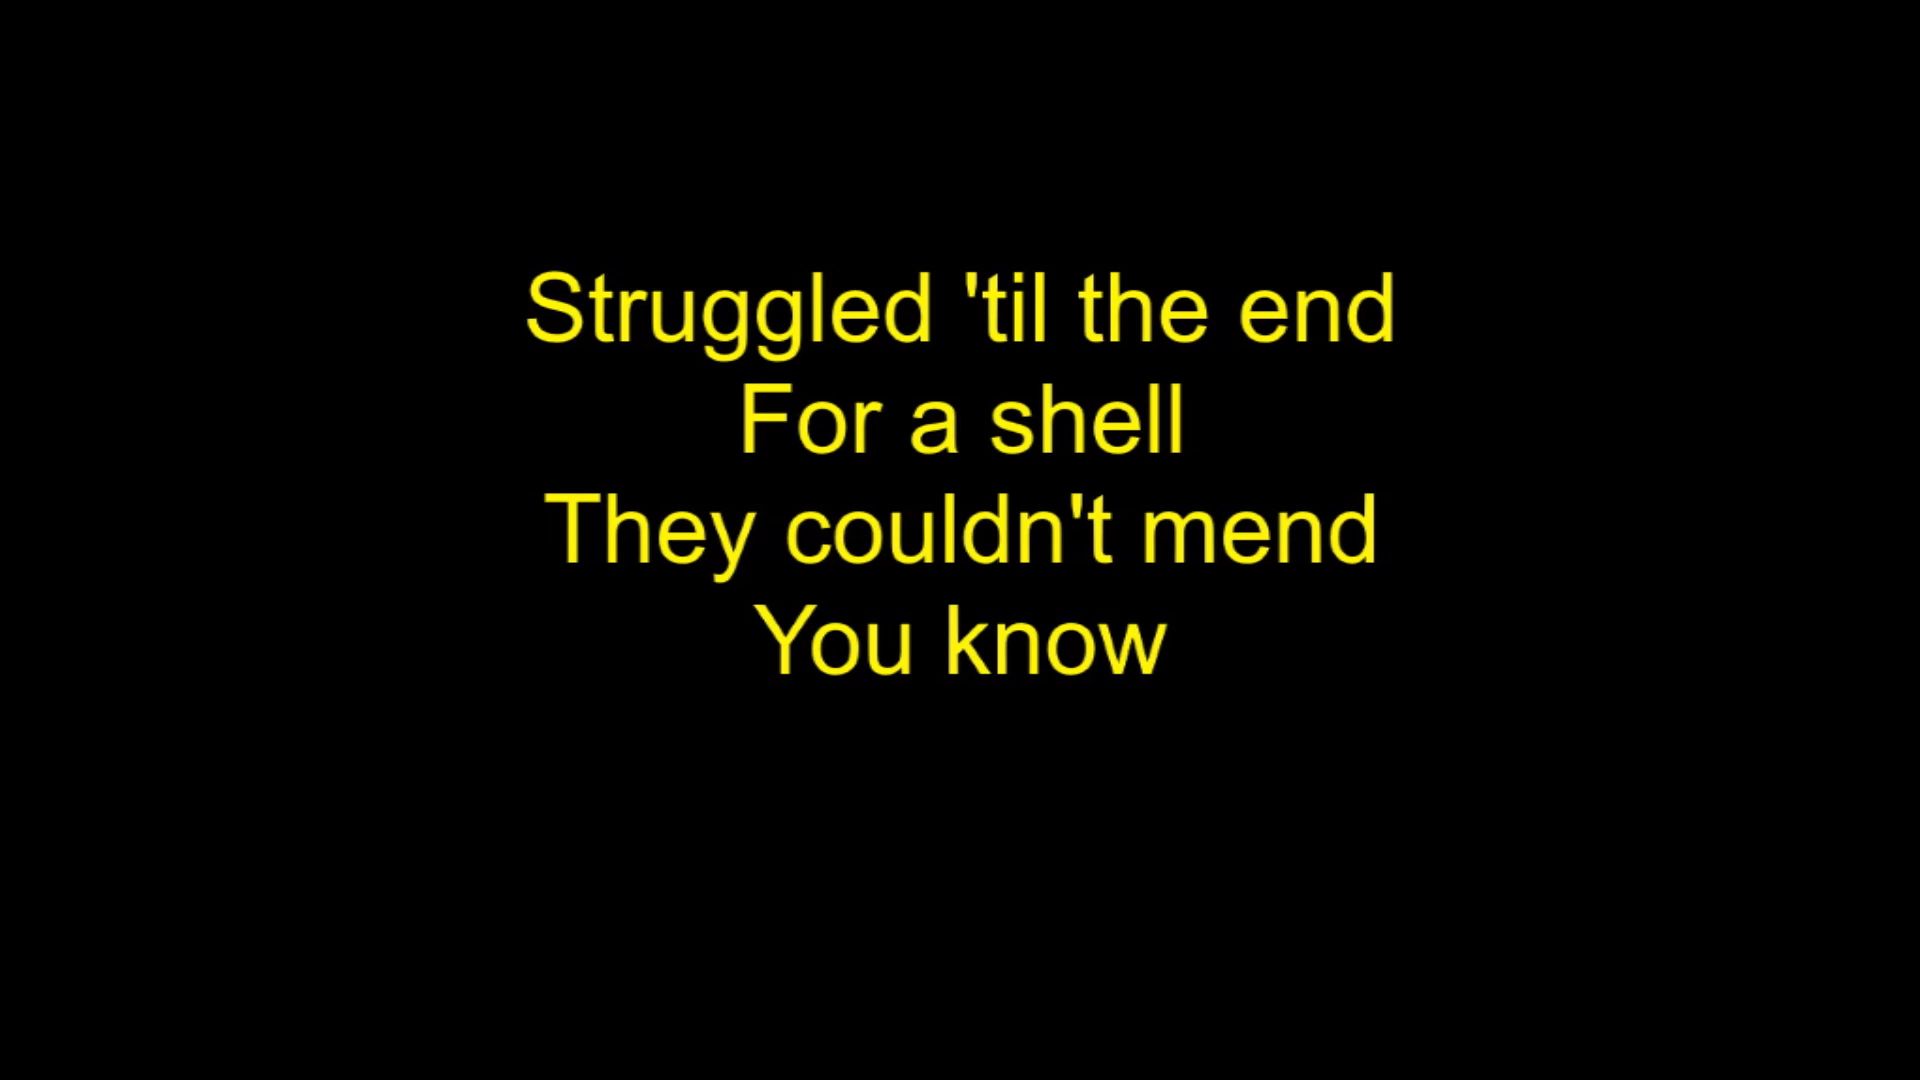 Struggled 'til the end
For a shell
They couldn't mend
You know